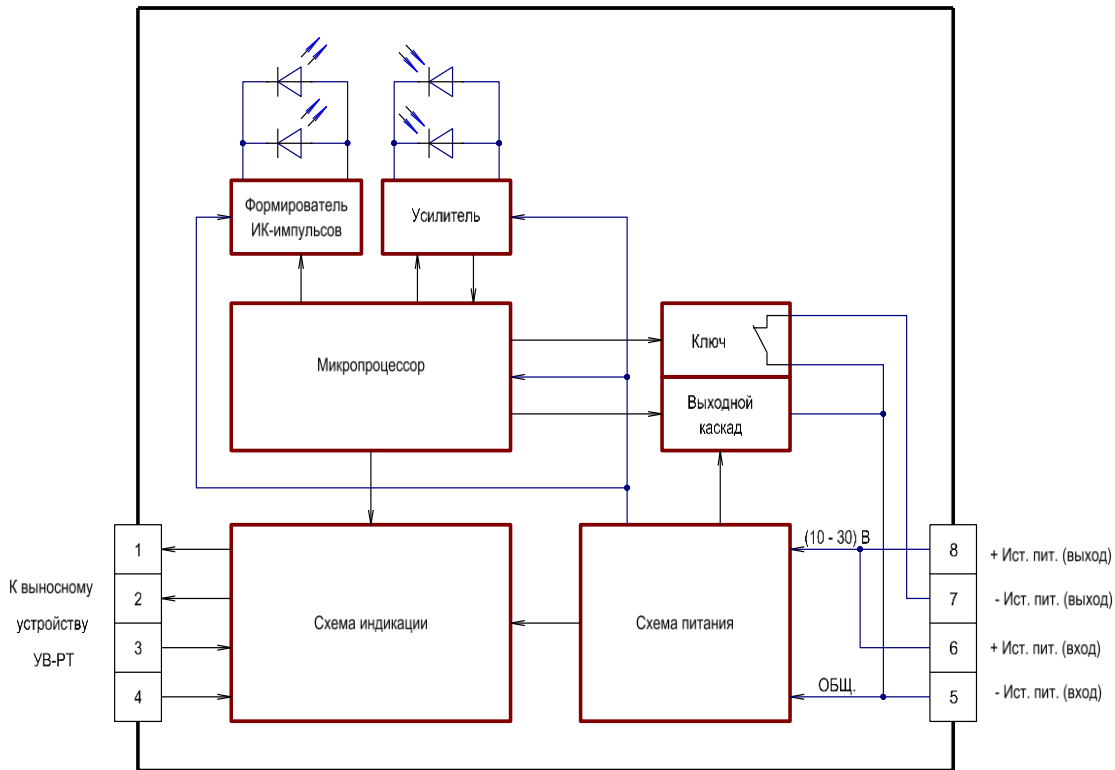 Формирователь
ИК-импульсов
Усилитель
Микропроцессор
Ключ
Выходной
каскад
Схема индикации
Схема питания
(10 - 30) В
ОБЩ.
К выносному
устройству
УВ-РТ
1
2
3
4
8
7
6
5
+ Ист. пит. (выход)
- Ист. пит. (выход)
+ Ист. пит. (вход)
- Ист. пит. (вход)